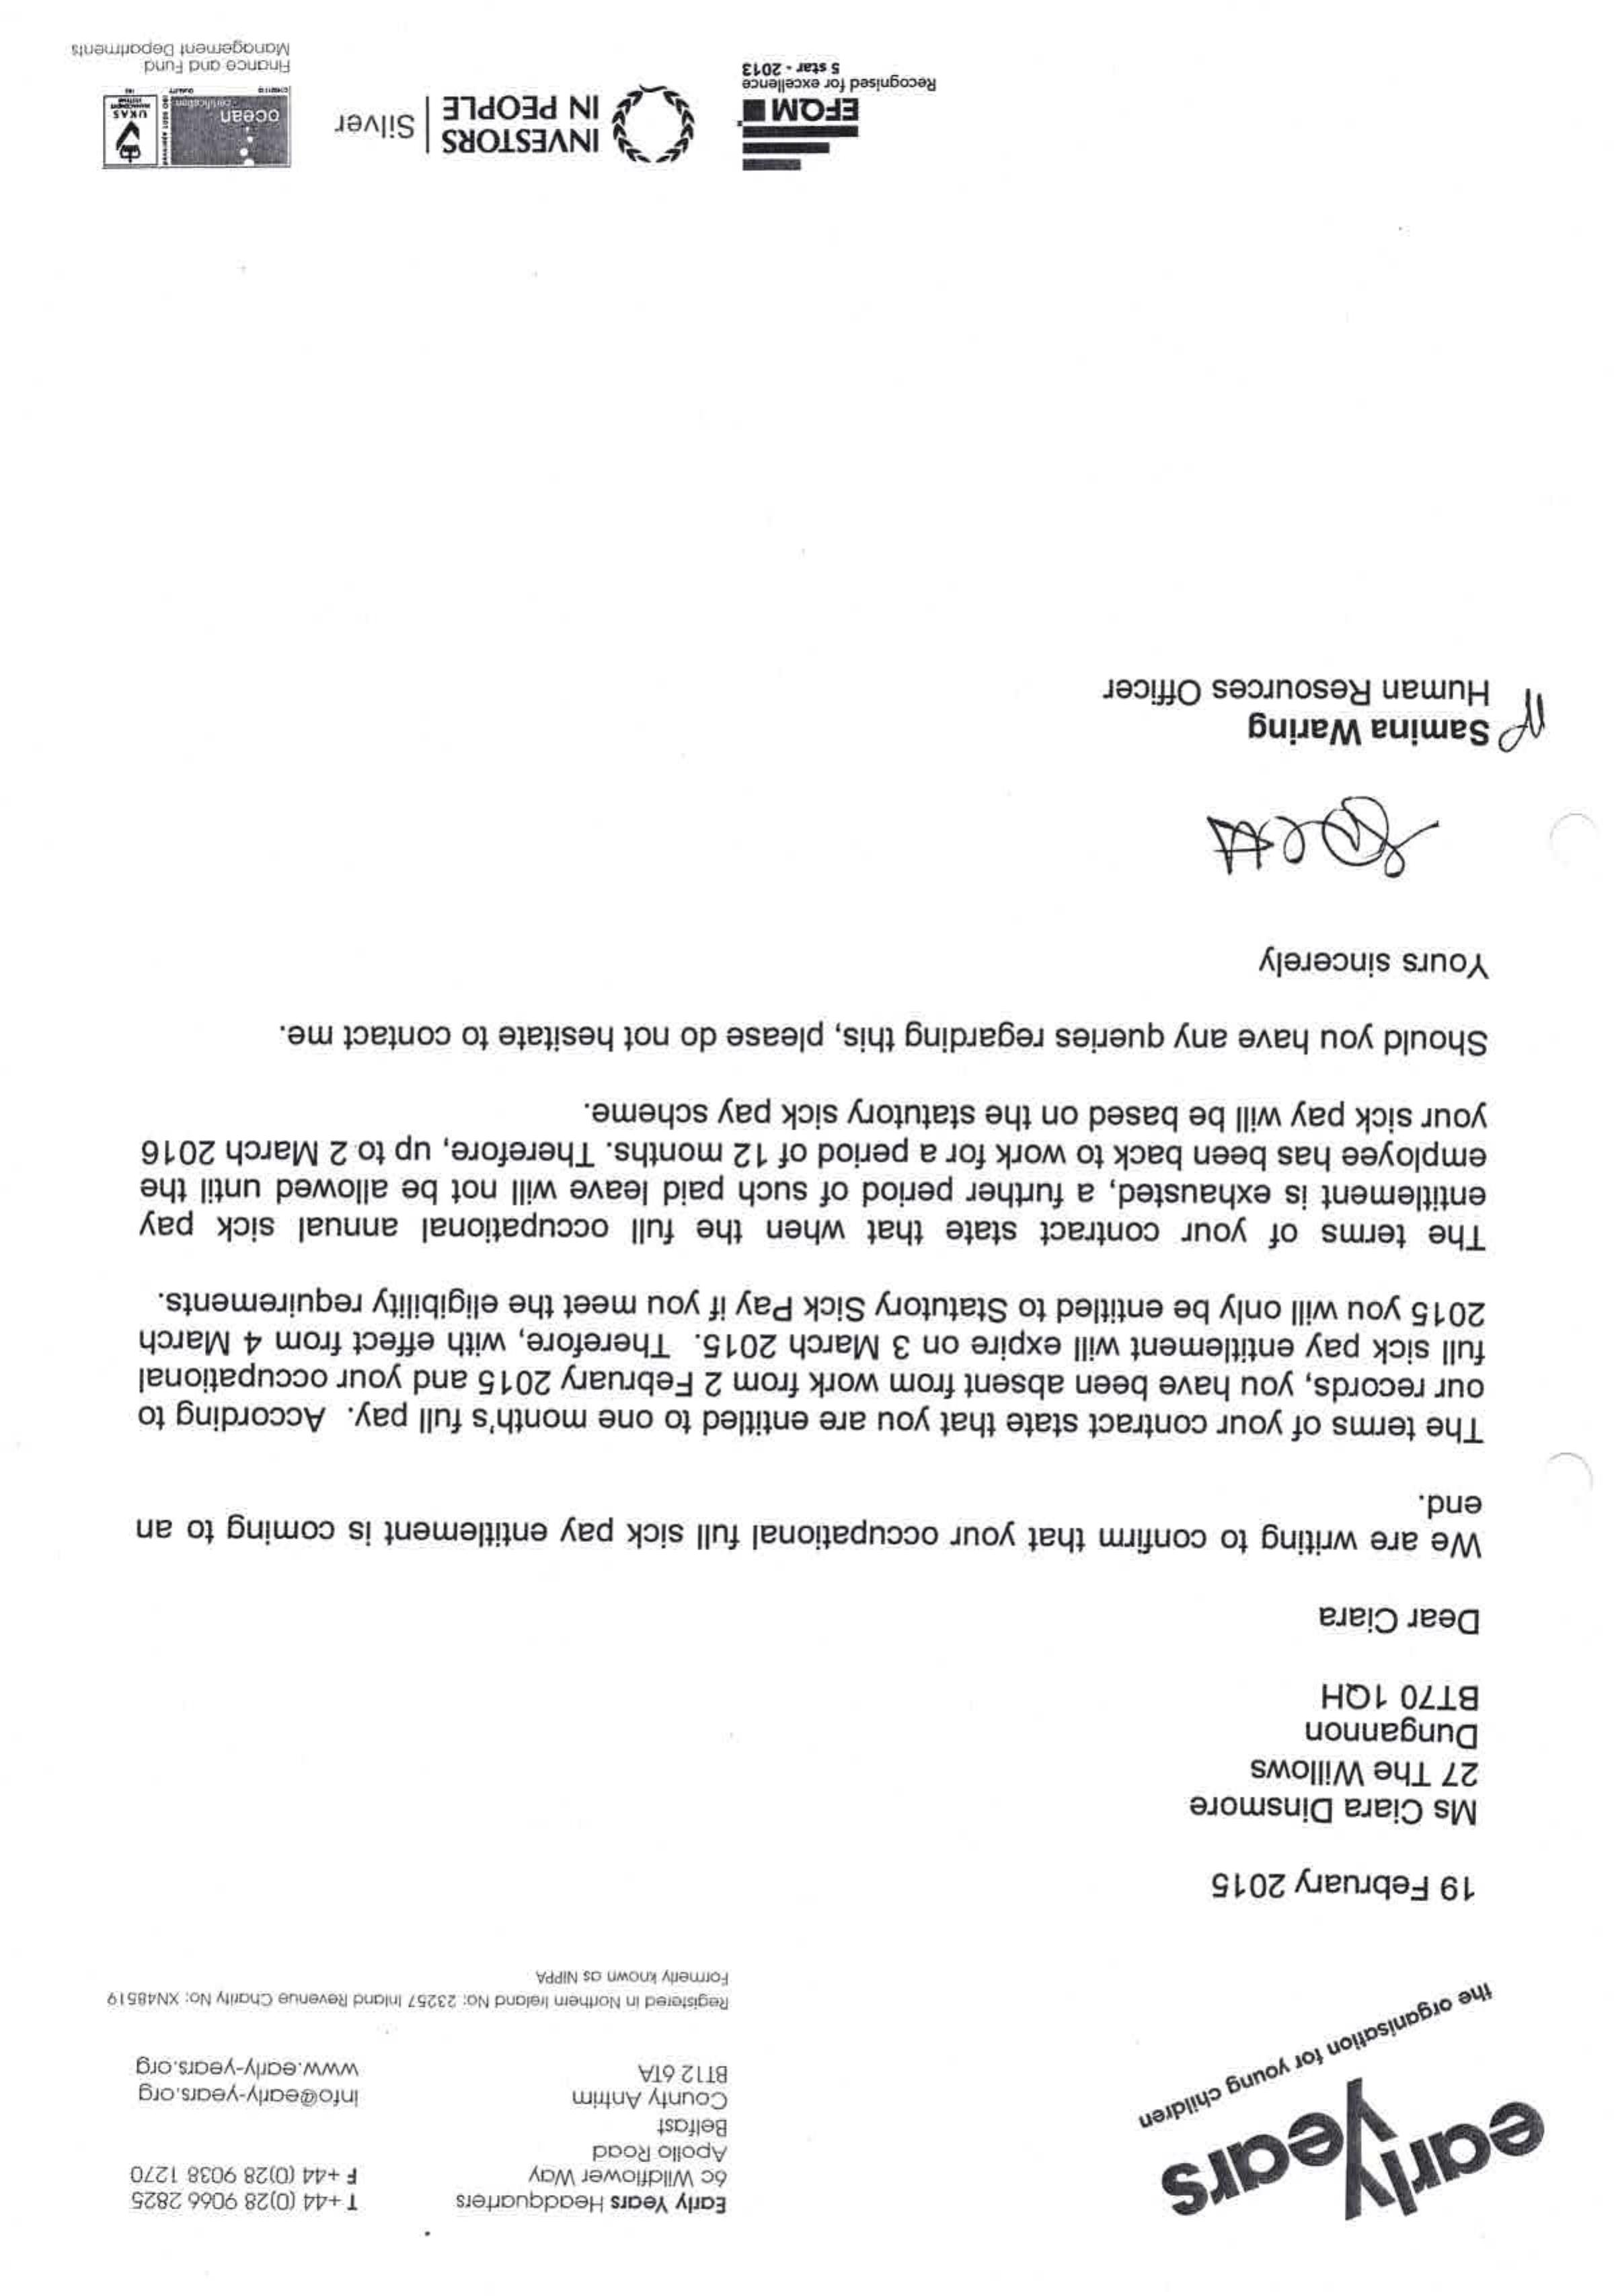 earlyyears
the organisation for young children
Early Years Headquarters
6c Wildflower Way
Apollo Road
Belfast
County Antrim
BT12 6TA
T +44 (0)28 9066 2825
F +44 (0)28 9038 1270
info@early-years.org
www.early-years.org
Registered in Northern Ireland No: 23257 Inland Revenue Charity No: XN48519
Formerly known as NIPPA
19 February 2015
Ms Ciara Dinsmore
27 The Willows
Dungannon
BT70 1QH
Dear Ciara
We are writing to confirm that your occupational full sick pay entitlement is coming to an
end.
The terms of your contract state that you are entitled to one month's full pay. According to
our records, you have been absent from work from 2 February 2015 and your occupational
full sick pay entitlement will expire on 3 March 2015. Therefore, with effect from 4 March
2015 you will only be entitled to Statutory Sick Pay if you meet the eligibility requirements.
The terms of your contract state that when the full occupational annual sick pay
entitlement is exhausted, a further period of such paid leave will not be allowed until the
employee has been back to work for a period of 12 months. Therefore, up to 2 March 2016
your sick pay will be based on the statutory sick pay scheme.
Should you have any queries regarding this, please do not hesitate to contact me.
Yours sincerely
Samina Waring
Human Resources Officer
EFQM
Recognised for excellence
5 star - 2013
INVESTORS
IN PEOPLE
Silver
ocean
certification
UKAS
MANAGEMENT
SYSTEMS
Finance and Fund
Management Departments